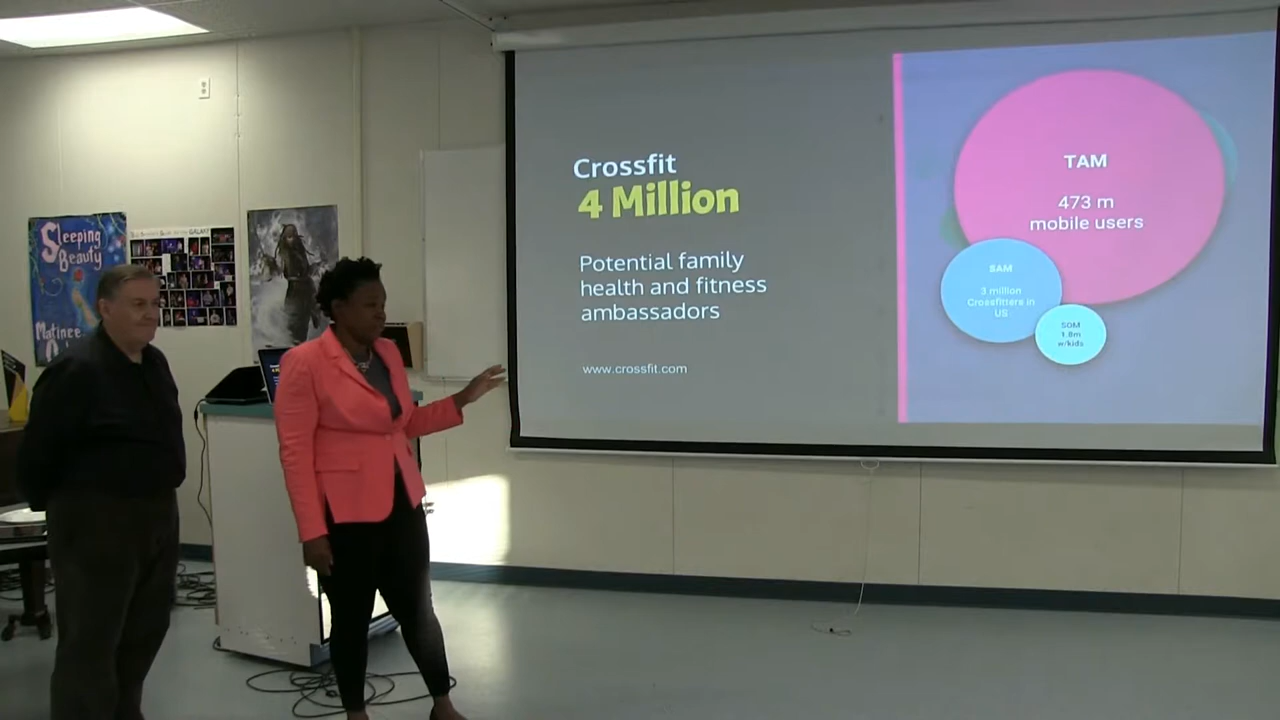 Sleeping
Beauty
Matinee
Crossfit
4 Million
Potential family
health and fitness
ambassadors
www.crossfit.com
TAM
473 m
mobile users
SAM
3 million
Crossfitters in
US
SOM
1.8m
w/kids